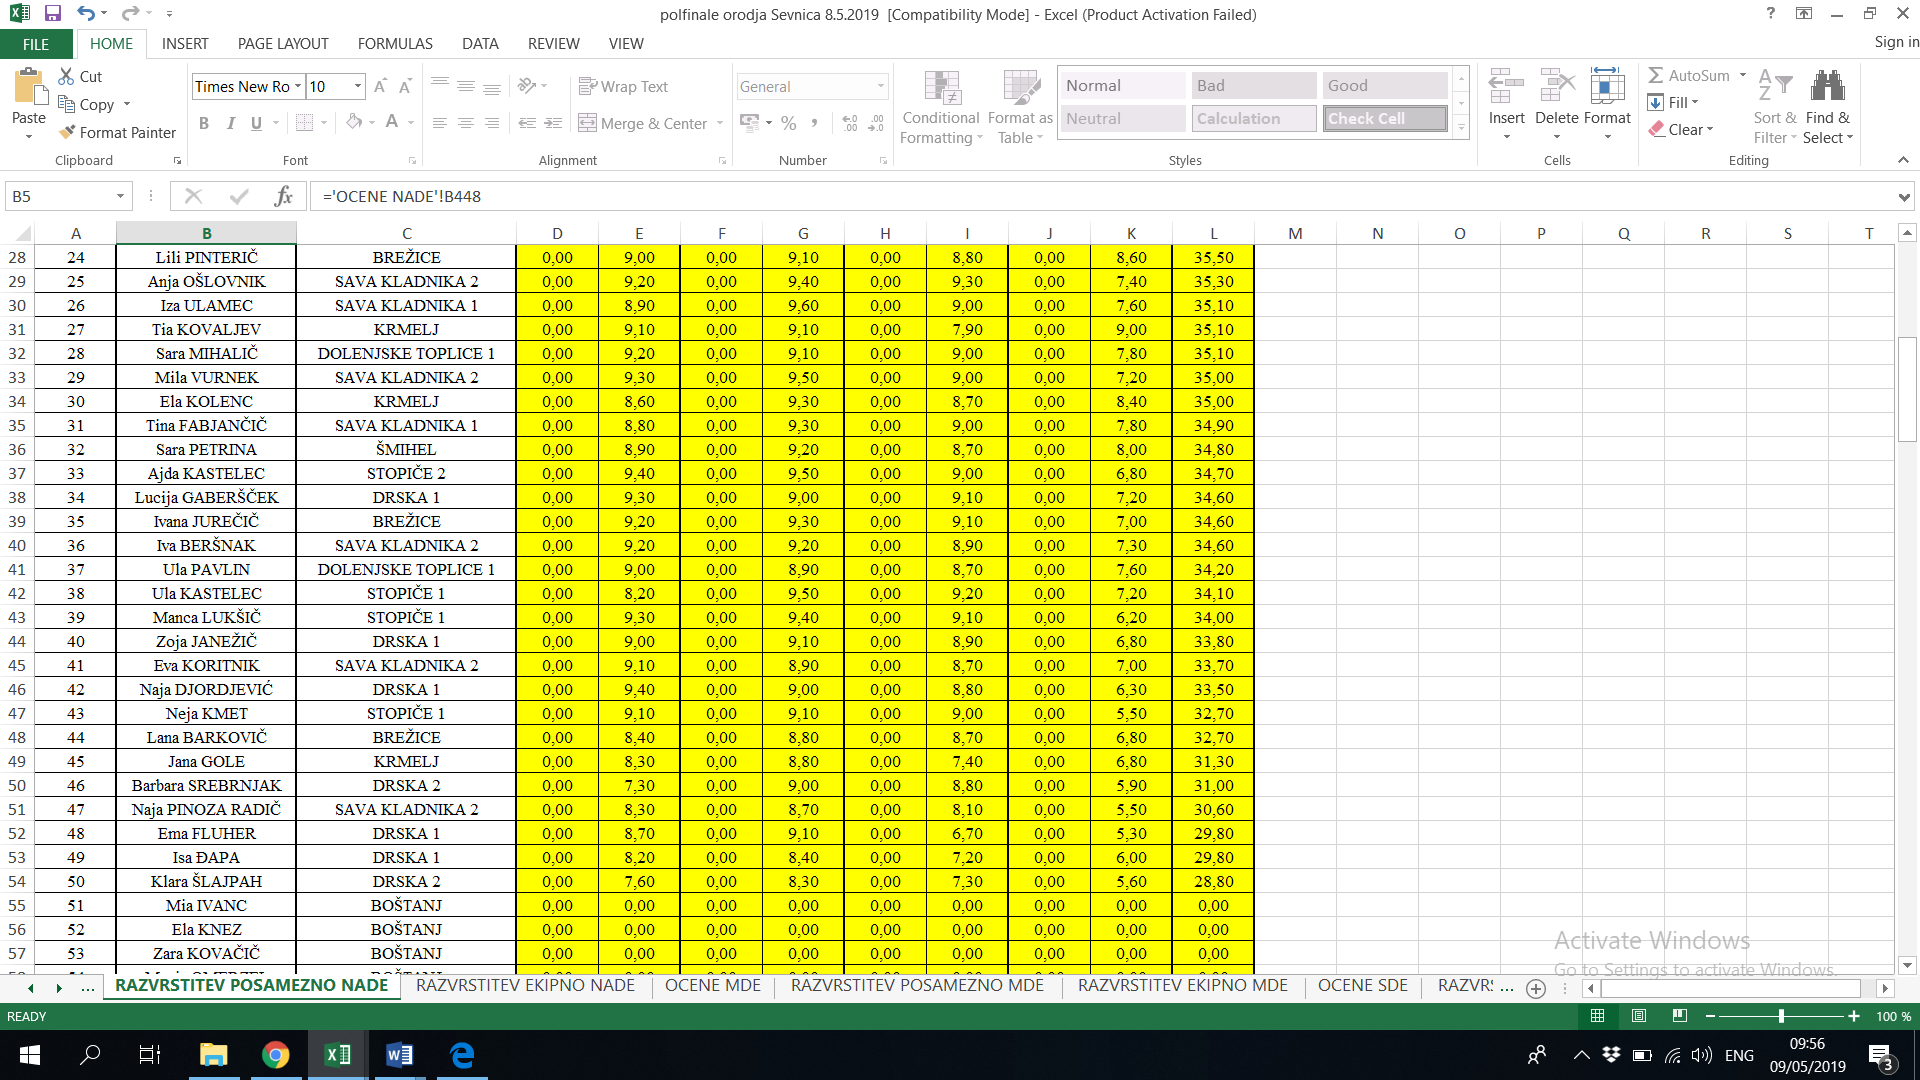 polfinale orodja Sevnica 8.5.2019 [Compatibility Mode] - Excel (Product Activation Failed)
FILE HOME INSERT PAGE LAYOUT FORMULAS DATA REVIEW VIEW Sign in
Cut
Copy
Format Painter
Paste
Clipboard
Times New Ro 10
B I U A
Font
Wrap Text
Merge & Center
Alignment
General
%
Number
Conditional Formatting
Format as Table
Normal Bad Good
Neutral Calculation Check Cell
Styles
Insert Delete Format
Cells
AutoSum
Fill
Clear
Sort & Filter
Find & Select
Editing
B5 fx ='OCENE NADE'!B448
A B C D E F G H I J K L M N O P Q R S T
28 24 Lili PINTERIČ BREŽICE 0,00 9,00 0,00 9,10 0,00 8,80 0,00 8,60 35,50
29 25 Anja OŠLOVNIK SAVA KLADNIKA 2 0,00 9,20 0,00 9,40 0,00 9,30 0,00 7,40 35,30
30 26 Iza ULAMEC SAVA KLADNIKA 1 0,00 8,90 0,00 9,60 0,00 9,00 0,00 7,60 35,10
31 27 Tia KOVALJEV KRMELJ 0,00 9,10 0,00 9,10 0,00 7,90 0,00 9,00 35,10
32 28 Sara MIHALIČ DOLENJSKE TOPLICE 1 0,00 9,20 0,00 9,10 0,00 9,00 0,00 7,80 35,10
33 29 Mila VURNEK SAVA KLADNIKA 2 0,00 9,30 0,00 9,50 0,00 9,00 0,00 7,20 35,00
34 30 Ela KOLENC KRMELJ 0,00 8,60 0,00 9,30 0,00 8,70 0,00 8,40 35,00
35 31 Tina FABJANČIČ SAVA KLADNIKA 1 0,00 8,80 0,00 9,30 0,00 9,00 0,00 7,80 34,90
36 32 Sara PETRINA ŠMIHEL 0,00 8,90 0,00 9,20 0,00 8,70 0,00 8,00 34,80
37 33 Ajda KASTELEC STOPIČE 2 0,00 9,40 0,00 9,50 0,00 9,00 0,00 6,80 34,70
38 34 Lucija GABERŠČEK DRSKA 1 0,00 9,30 0,00 9,00 0,00 9,10 0,00 7,20 34,60
39 35 Ivana JUREČIČ BREŽICE 0,00 9,20 0,00 9,30 0,00 9,10 0,00 7,00 34,60
40 36 Iva BERŠNAK SAVA KLADNIKA 2 0,00 9,20 0,00 9,20 0,00 8,90 0,00 7,30 34,60
41 37 Ula PAVLIN DOLENJSKE TOPLICE 1 0,00 9,00 0,00 8,90 0,00 8,70 0,00 7,60 34,20
42 38 Ula KASTELEC STOPIČE 1 0,00 8,20 0,00 9,50 0,00 9,20 0,00 7,20 34,10
43 39 Manca LUKŠIČ STOPIČE 1 0,00 9,30 0,00 9,40 0,00 9,10 0,00 6,20 34,00
44 40 Zoja JANEŽIČ DRSKA 1 0,00 9,00 0,00 9,10 0,00 8,90 0,00 6,80 33,80
45 41 Eva KORITNIK SAVA KLADNIKA 2 0,00 9,10 0,00 8,90 0,00 8,70 0,00 7,00 33,70
46 42 Naja DJORDJEVIĆ DRSKA 1 0,00 9,40 0,00 9,00 0,00 8,80 0,00 6,30 33,50
47 43 Neja KMET STOPIČE 1 0,00 9,10 0,00 9,10 0,00 9,00 0,00 5,50 32,70
48 44 Lana BARKOVIČ BREŽICE 0,00 8,40 0,00 8,80 0,00 8,70 0,00 6,80 32,70
49 45 Jana GOLE KRMELJ 0,00 8,30 0,00 8,80 0,00 7,40 0,00 6,80 31,30
50 46 Barbara SREBRNJAK DRSKA 2 0,00 7,30 0,00 9,00 0,00 8,80 0,00 5,90 31,00
51 47 Naja PINOZA RADIČ SAVA KLADNIKA 2 0,00 8,30 0,00 8,70 0,00 8,10 0,00 5,50 30,60
52 48 Ema FLUHER DRSKA 1 0,00 8,70 0,00 9,10 0,00 6,70 0,00 5,30 29,80
53 49 Isa ĐAPA DRSKA 1 0,00 8,20 0,00 8,40 0,00 7,20 0,00 6,00 29,80
54 50 Klara ŠLAJPAH DRSKA 2 0,00 7,60 0,00 8,30 0,00 7,30 0,00 5,60 28,80
55 51 Mia IVANC BOŠTANJ 0,00 0,00 0,00 0,00 0,00 0,00 0,00 0,00 0,00
56 52 Ela KNEZ BOŠTANJ 0,00 0,00 0,00 0,00 0,00 0,00 0,00 0,00 0,00
57 53 Zara KOVAČIČ BOŠTANJ 0,00 0,00 0,00 0,00 0,00 0,00 0,00 0,00 0,00
Activate Windows
Go to Settings to activate Windows.
... RAZVRSTITEV POSAMEZNO NADE RAZVRSTITEV EKIPNO NADE OCENE MDE RAZVRSTITEV POSAMEZNO MDE RAZVRSTITEV EKIPNO MDE OCENE SDE RAZVRS ...
READY 100 %
ENG 09:56
09/05/2019 3